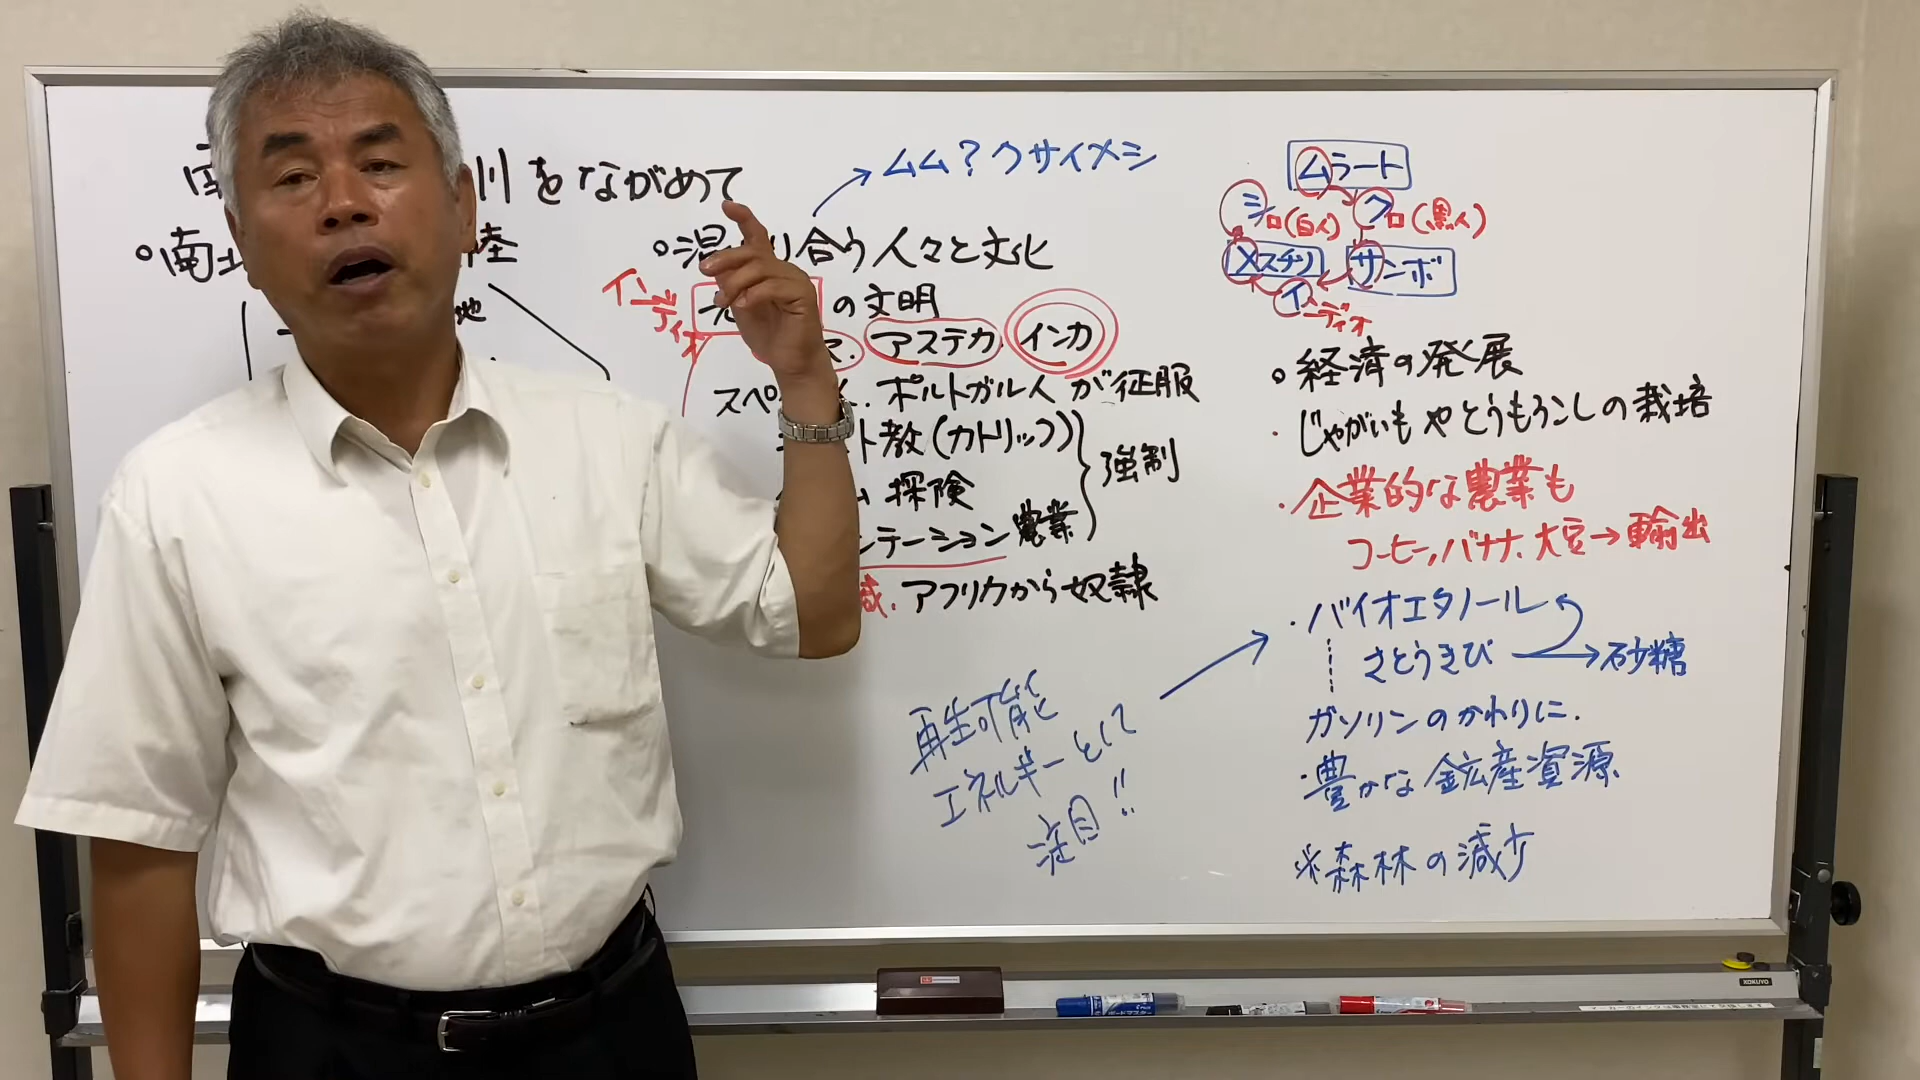 南 川をながめて
○南 陸
地
ムム？クサイメシ
○混 り合う人々と文化
インディオ
の文明
アステカ インカ
スペ 人.ポルトガル人が征服
スト教(カトリック)
探険
ンテーション農業
強制
減.アフリカから奴隷
再生可能
エネルギーとして
注目!!
ムラート
シロ(白人) クロ(黒人)
メスチソ サンボ
インディオ
○経済の発展
・じゃがいもやとうもろこしの栽培
・企業的な農業も
コーヒー,バナナ.大豆→輸出
・バイオエタノール
さとうきび→砂糖
ガソリンのかわりに.
・豊かな鉱産資源
※森林の減少
ボードマスター
KOKUYO